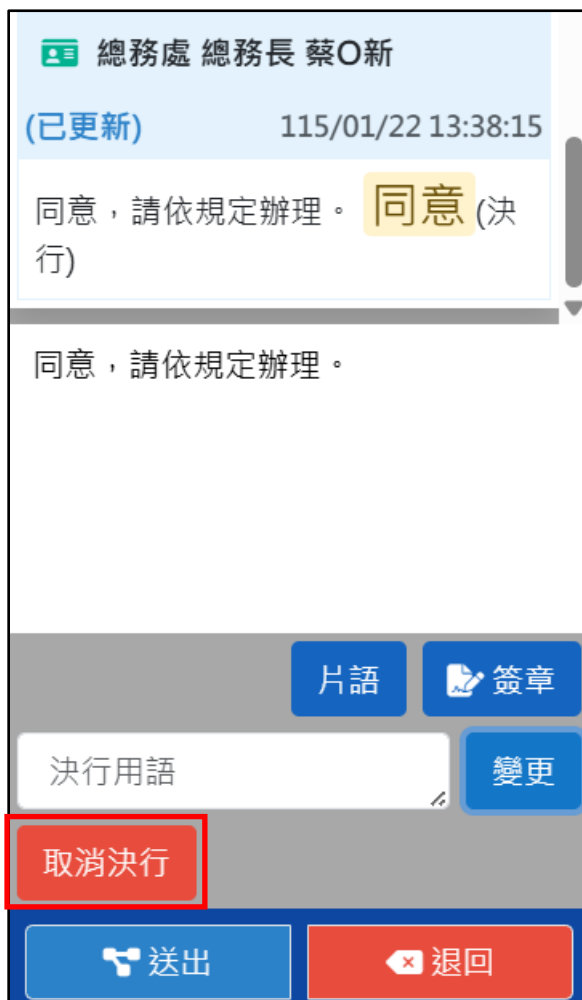 總務處 總務長 蔡O新
(已更新) 115/01/22 13:38:15
同意，請依規定辦理。 同意 (決
行)
同意，請依規定辦理。
片語 簽章
決行用語 變更
取消決行
送出 退回